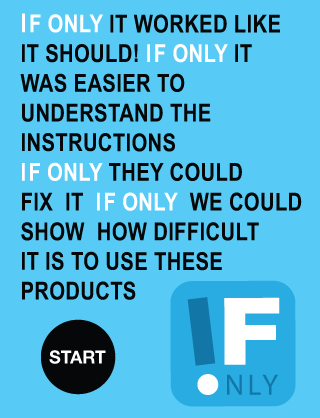 IF ONLY IT WORKED LIKE
IT SHOULD! IF ONLY IT
WAS EASIER TO
UNDERSTAND THE
INSTRUCTIONS
IF ONLY THEY COULD
FIX IT IF ONLY WE COULD
SHOW HOW DIFFICULT
IT IS TO USE THESE
PRODUCTS
START
!F
ONLY